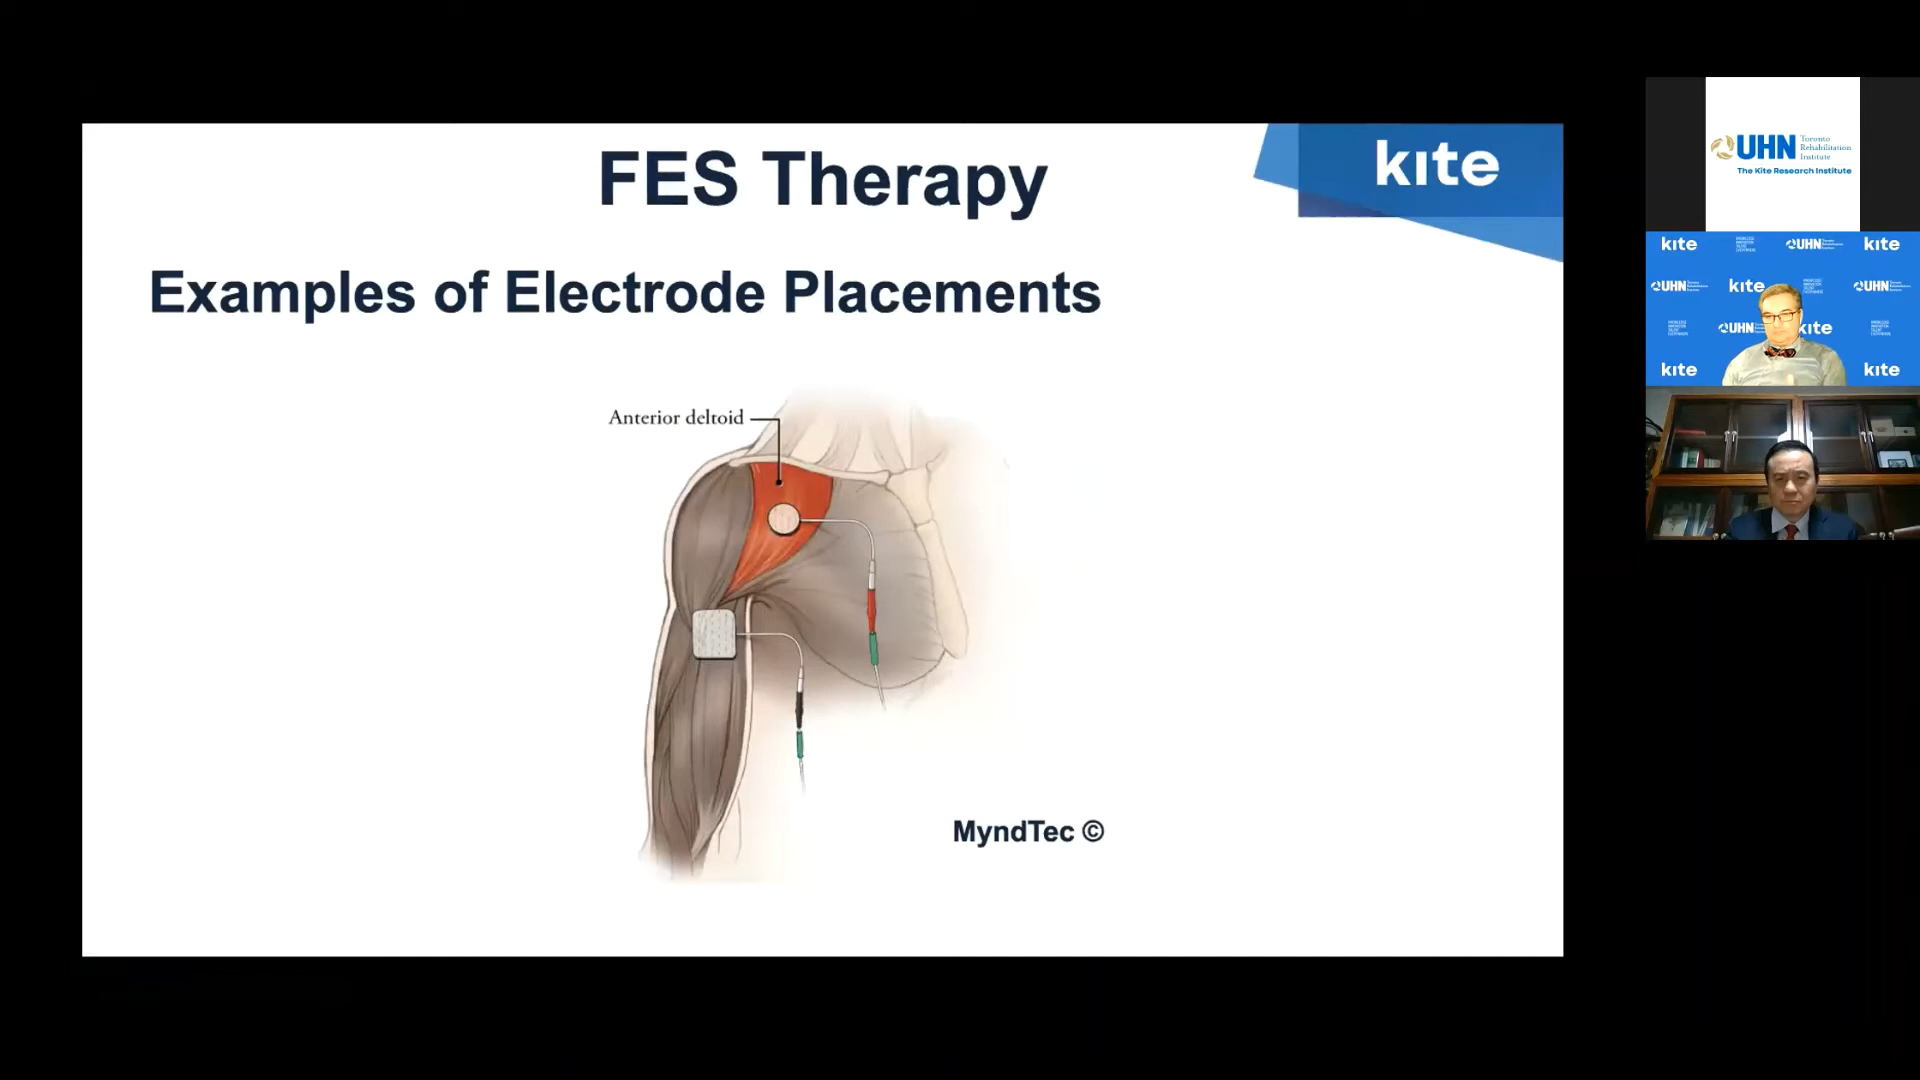 FES Therapy
kite
Examples of Electrode Placements
Anterior deltoid
MyndTec ©
UHN
Toronto
Rehabilitation
Institute
The Kite Research Institute
kite
UHN
kite
UHN
kite
UHN
UHN
kite
kite
kite